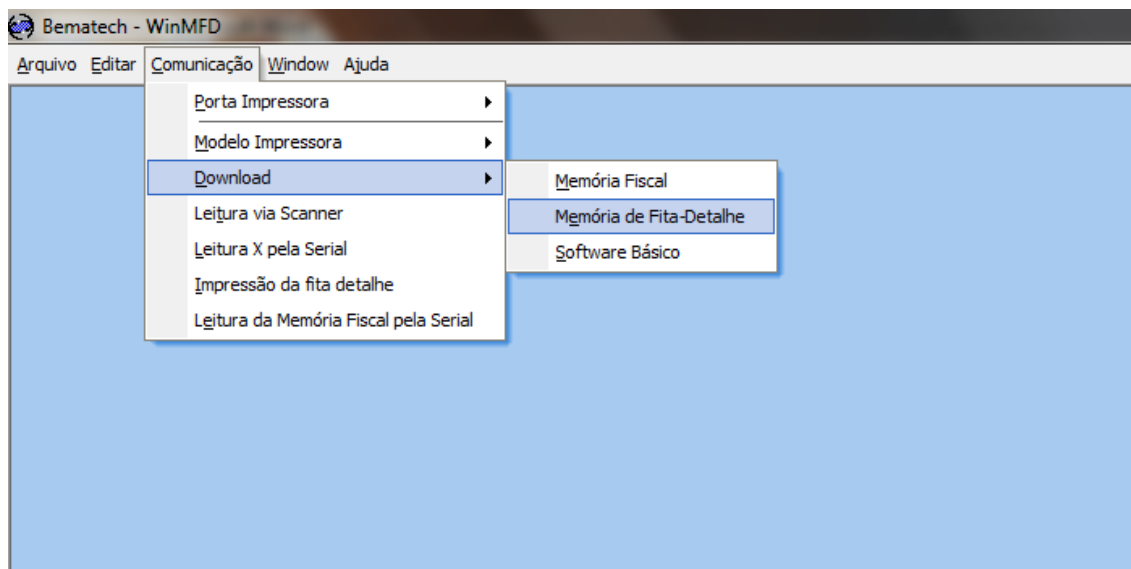 Bematech - WinMFD
Arquivo Editar Comunicação Window Ajuda
Porta Impressora
Modelo Impressora
Download
Memória Fiscal
Leitura via Scanner
Memória de Fita-Detalhe
Leitura X pela Serial
Software Básico
Impressão da fita detalhe
Leitura da Memória Fiscal pela Serial